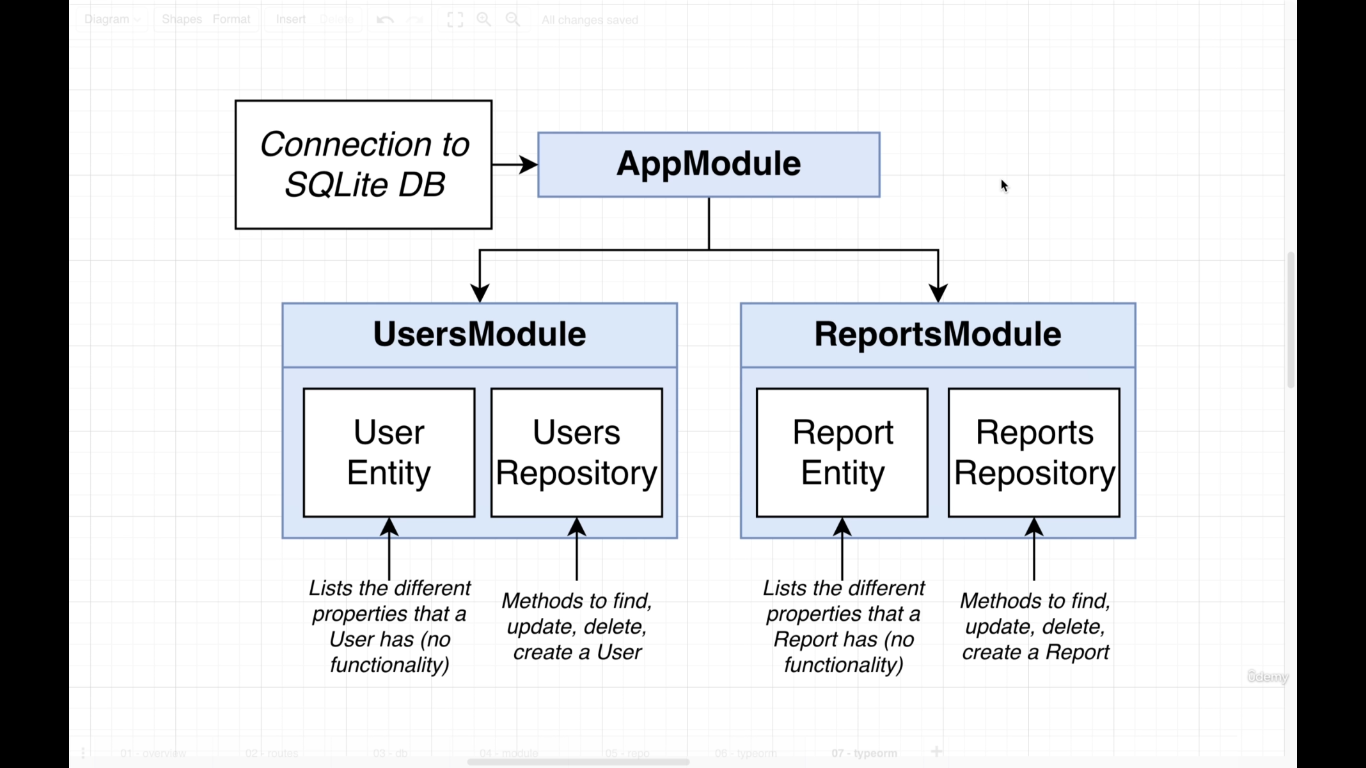 Diagram Shapes Format Insert Delete All changes saved
Connection to
SQLite DB
AppModule
UsersModule
ReportsModule
User
Entity
Users
Repository
Report
Entity
Reports
Repository
Lists the different
properties that a
User has (no
functionality)
Methods to find,
update, delete,
create a User
Lists the different
properties that a
Report has (no
functionality)
Methods to find,
update, delete,
create a Report
ûdemy
01 - overview 02 - routes 03 - db 04 - module 05 - repo 06 - typeorm 07 - typeorm